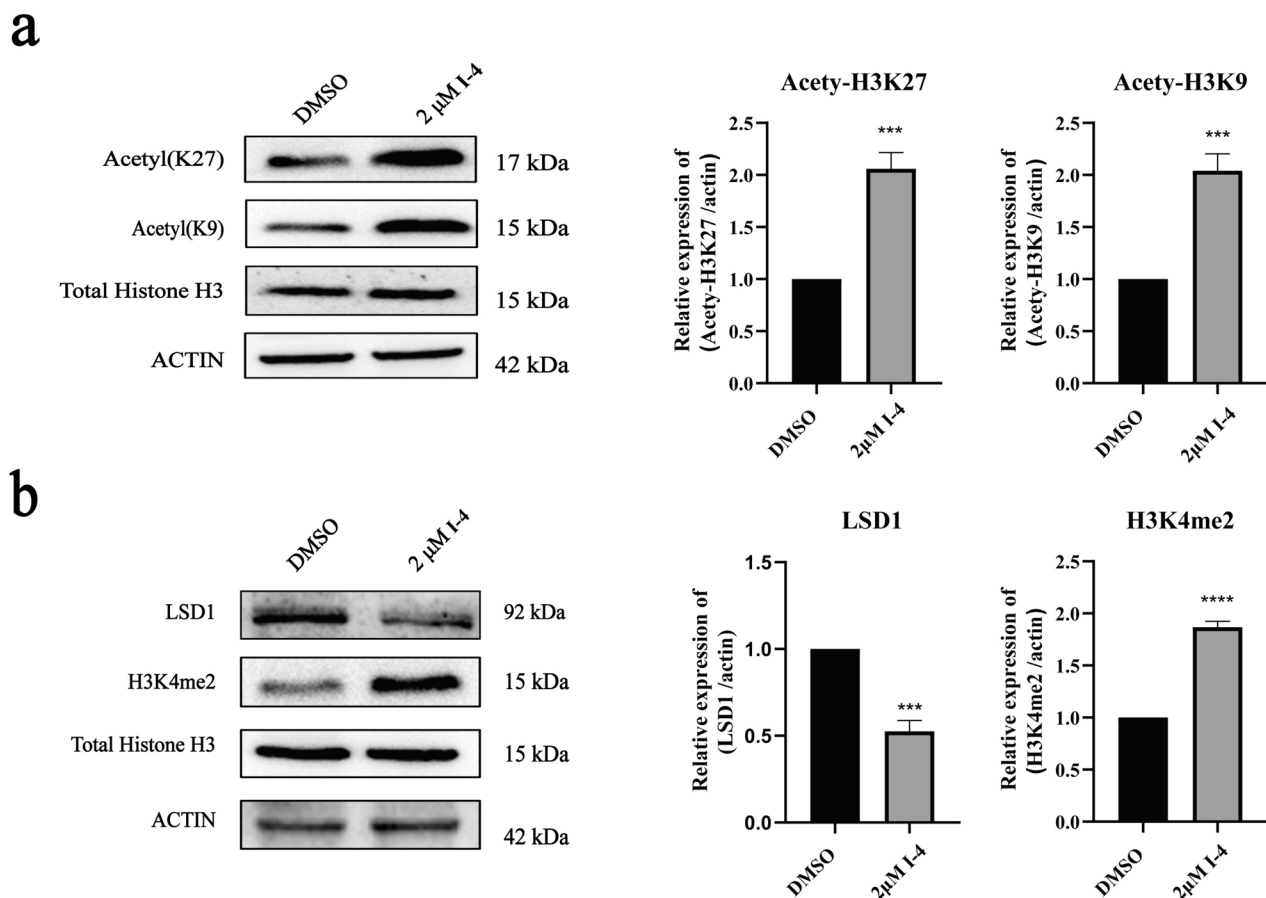 a
DMSO
2 μM I-4
Acetyl(K27)
17 kDa
Acetyl(K9)
15 kDa
Total Histone H3
15 kDa
ACTIN
42 kDa
Acety-H3K27
Relative expression of
(Acety-H3K27 /actin)
2.5
2.0
1.5
1.0
0.5
0.0
***
DMSO
2μM I-4
Acety-H3K9
Relative expression of
(Acety-H3K9 /actin)
2.5
2.0
1.5
1.0
0.5
0.0
***
DMSO
2μM I-4
b
DMSO
2 μM I-4
LSD1
92 kDa
H3K4me2
15 kDa
Total Histone H3
15 kDa
ACTIN
42 kDa
LSD1
Relative expression of
(LSD1 /actin)
1.5
1.0
0.5
0.0
***
DMSO
2μM I-4
H3K4me2
Relative expression of
(H3K4me2 /actin)
2.5
2.0
1.5
1.0
0.5
0.0
****
DMSO
2μM I-4